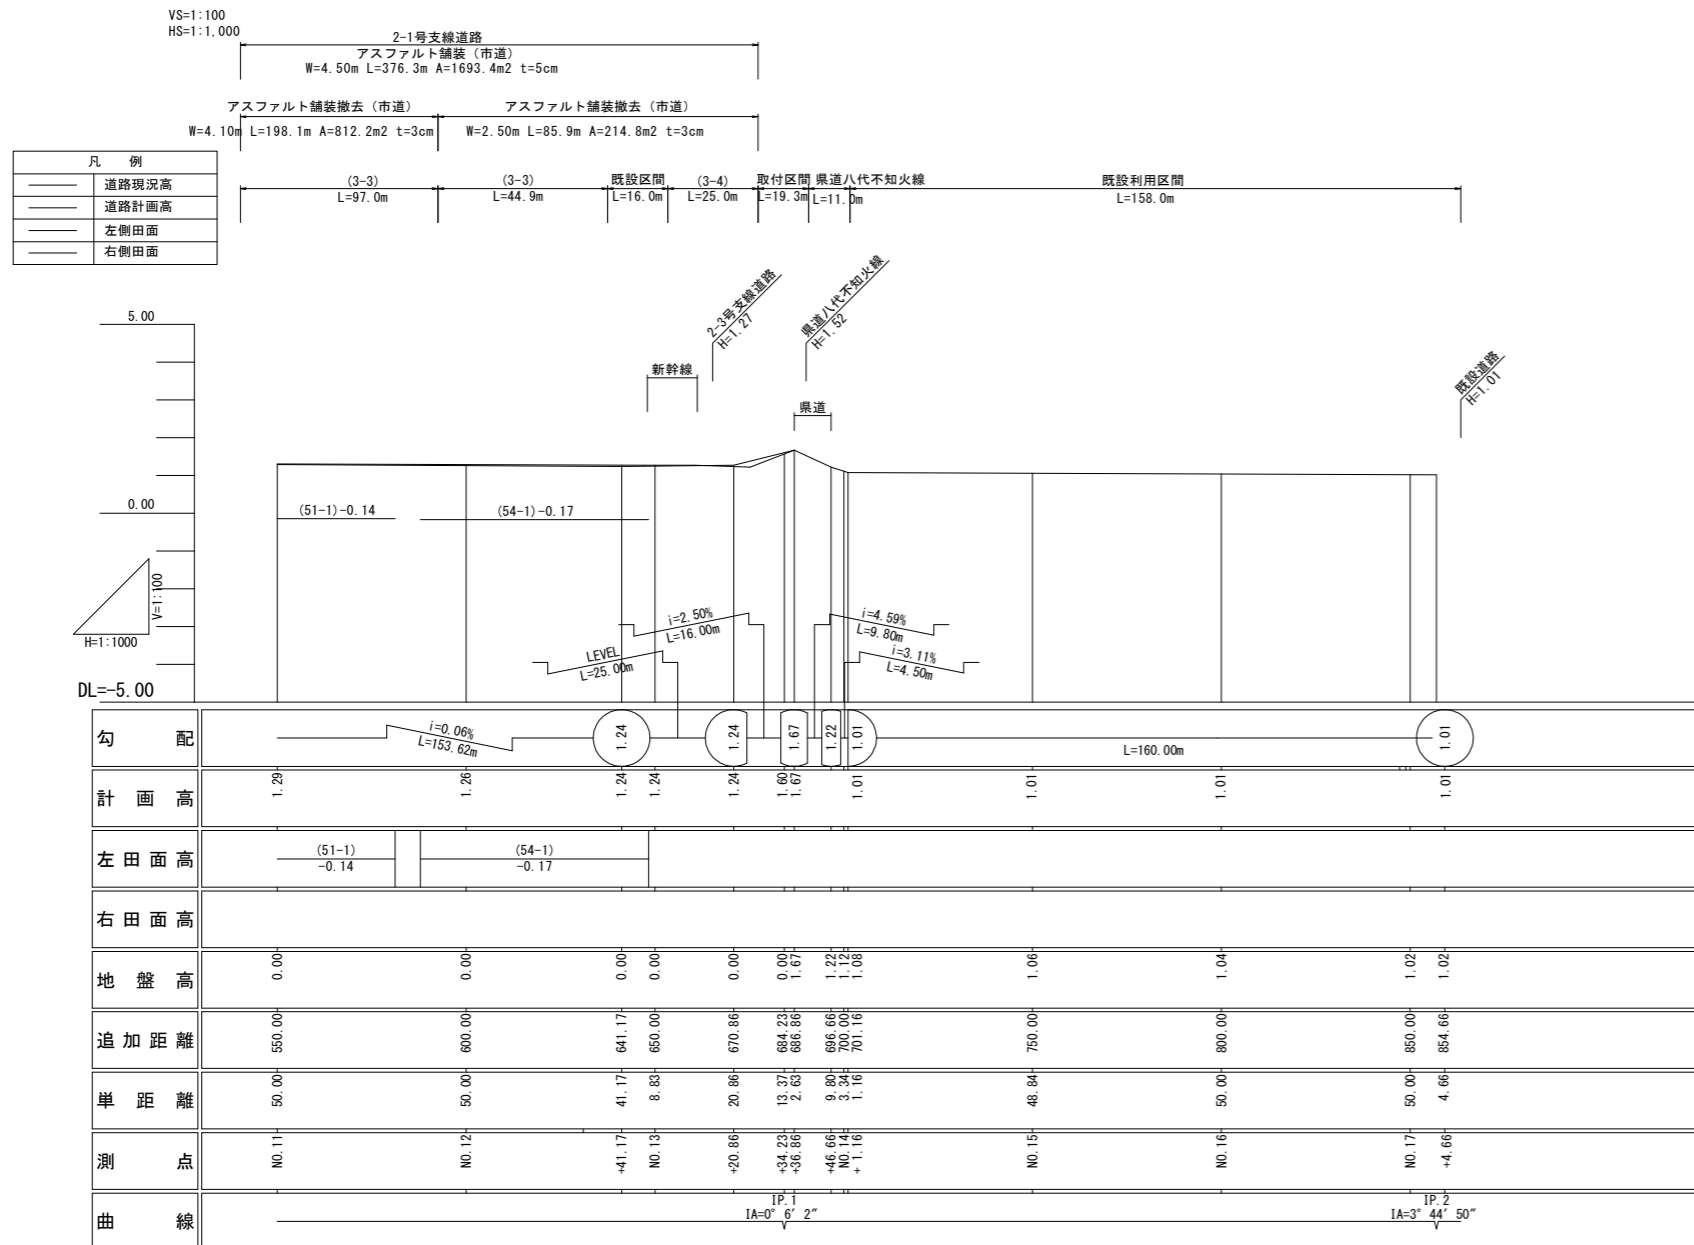 VS=1:100
HS=1:1,000
2-1号支線道路
アスファルト舗装（市道）
W=4.50m L=376.3m A=1693.4m2 t=5cm
アスファルト舗装撤去（市道）
アスファルト舗装撤去（市道）
W=4.10m L=198.1m A=812.2m2 t=3cm
W=2.50m L=85.9m A=214.8m2 t=3cm
凡 例
道路現況高
道路計画高
左側田面
右側田面
(3-3)
L=97.0m
(3-3)
L=44.9m
既設区間
L=16.0m
(3-4)
L=25.0m
取付区間
L=19.3m
県道八代不知火線
L=11.0m
既設利用区間
L=158.0m
2-3号支線道路
H=1.27
県道八代不知火線
H=1.52
既設道路
H=1.01
新幹線
県道
5.00
0.00
DL=-5.00
V=1:100
H=1:1000
(51-1)-0.14
(54-1)-0.17
i=2.50%
L=16.00m
LEVEL
L=25.00m
i=4.59%
L=9.80m
i=3.11%
L=4.50m
勾 配
i=0.06%
L=153.62m
1.24
1.24
1.67
1.22
1.01
L=160.00m
1.01
計 画 高
1.29
1.26
1.24
1.24
1.24
1.60
1.67
1.01
1.01
1.01
1.01
左 田 面 高
(51-1)
-0.14
(54-1)
-0.17
右 田 面 高
地 盤 高
0.00
0.00
0.00
0.00
0.00
0.00
1.67
1.22
1.12
1.08
1.06
1.04
1.02
1.02
追 加 距 離
550.00
600.00
641.17
650.00
670.86
684.23
686.86
696.66
700.00
701.16
750.00
800.00
850.00
854.66
単 距 離
50.00
50.00
41.17
8.83
20.86
13.37
2.63
9.80
3.34
1.16
48.84
50.00
50.00
4.66
測 点
NO.11
NO.12
+41.17
NO.13
+20.86
+34.23
+36.86
+46.66
NO.14
+ 1.16
NO.15
NO.16
NO.17
+4.66
曲 線
IP.1
IA=0° 6′ 2″
IP.2
IA=3° 44′ 50″